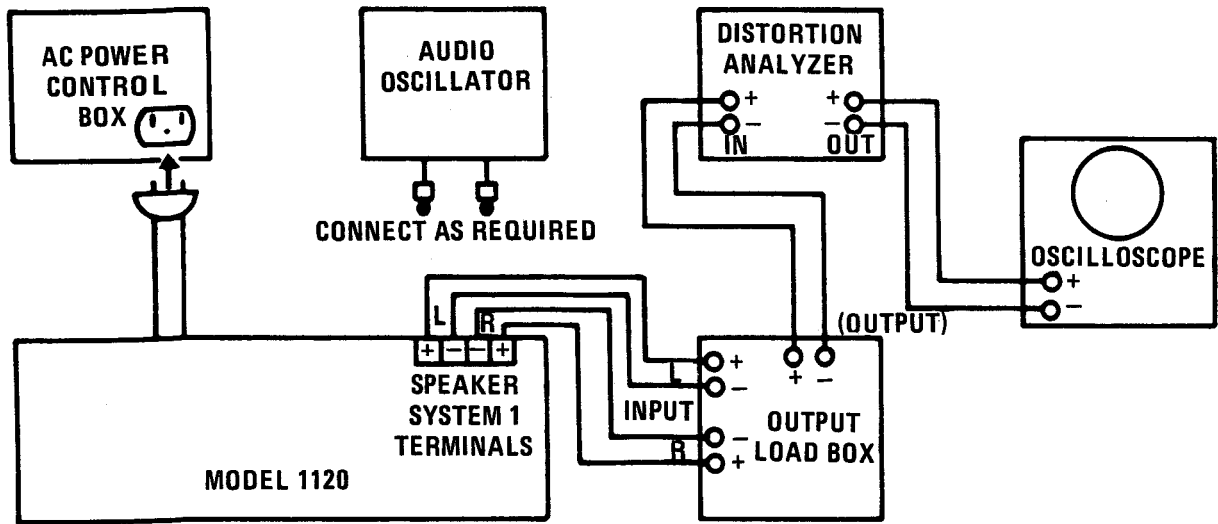 AC POWER
CONTROL
BOX
AUDIO
OSCILLATOR
CONNECT AS REQUIRED
DISTORTION
ANALYZER
+ +
− −
IN OUT
OSCILLOSCOPE
+
−
L R
+ − − +
SPEAKER
SYSTEM 1
TERMINALS
MODEL 1120
(OUTPUT)
+ −
L +
−
INPUT
−
R +
OUTPUT
LOAD BOX